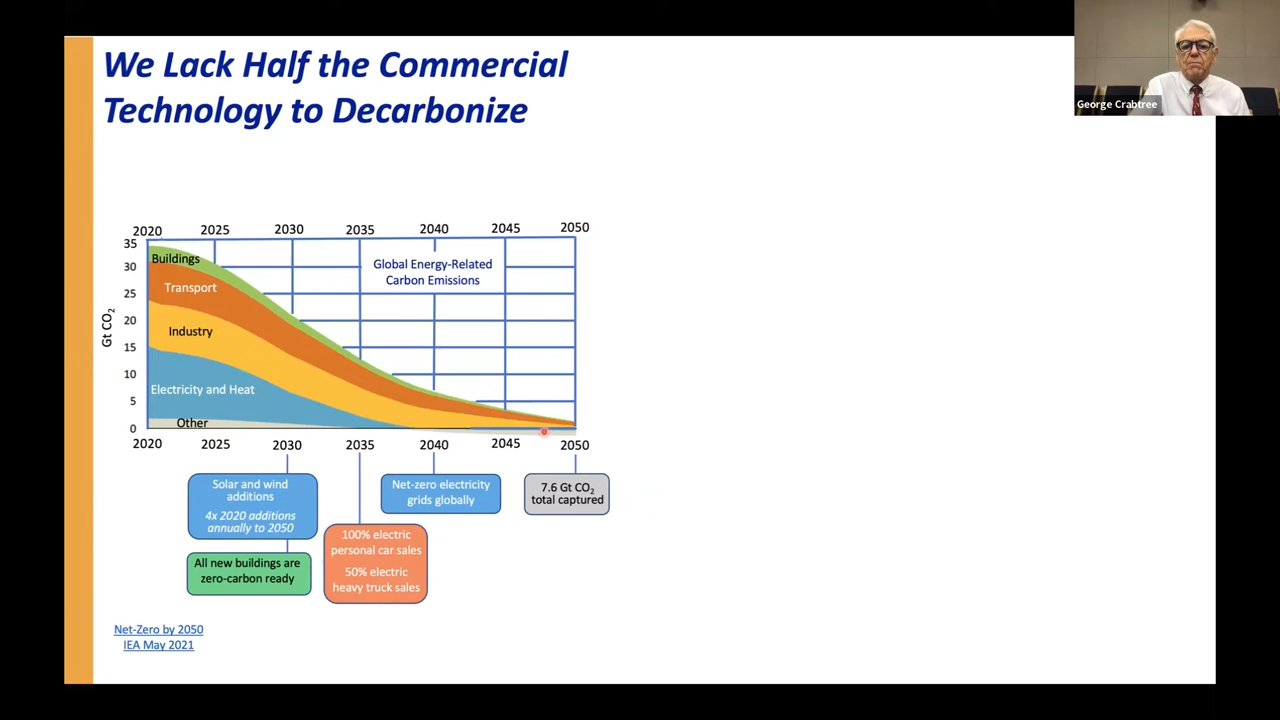 We Lack Half the Commercial
Technology to Decarbonize
George Crabtree
2020 2025 2030 2035 2040 2045 2050
35
30
25
20
15
10
5
0
Gt CO₂
Buildings
Transport
Industry
Electricity and Heat
Other
Global Energy-Related
Carbon Emissions
2020 2025 2030 2035 2040 2045 2050
Solar and wind
additions
4x 2020 additions
annually to 2050
All new buildings are
zero-carbon ready
100% electric
personal car sales
50% electric
heavy truck sales
Net-zero electricity
grids globally
7.6 Gt CO₂
total captured
Net-Zero by 2050
IEA May 2021